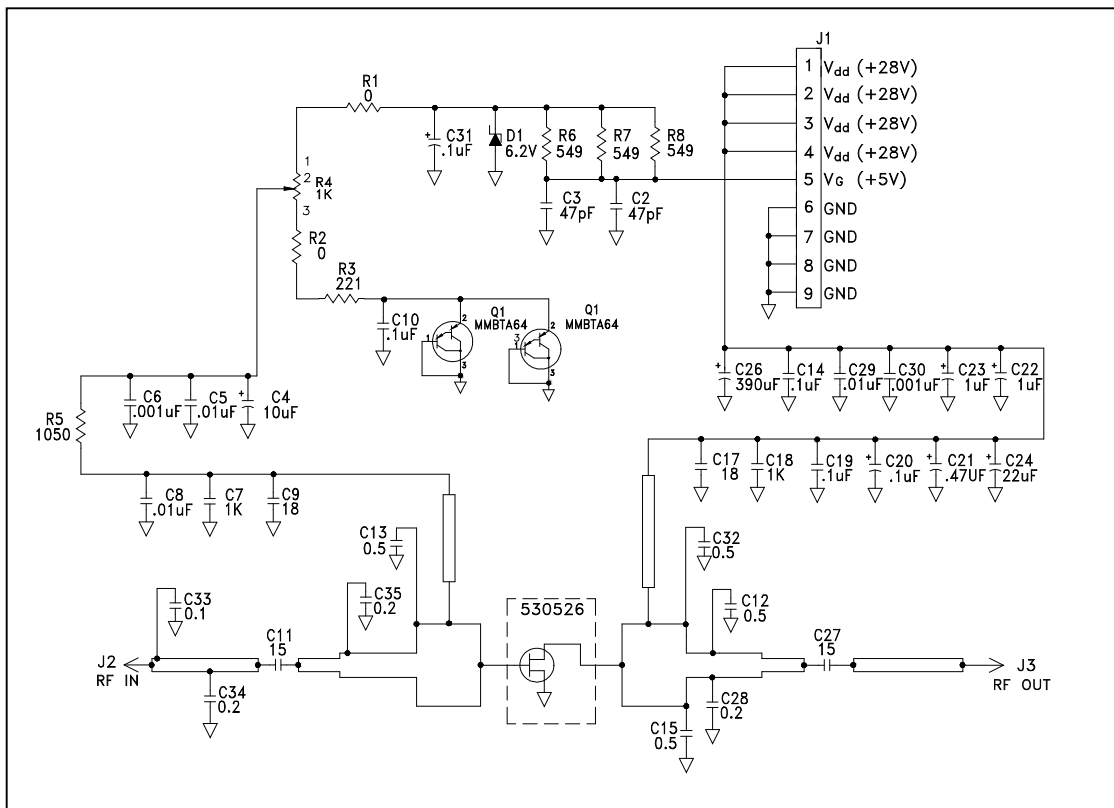 J1
1 Vdd (+28V)
2 Vdd (+28V)
3 Vdd (+28V)
4 Vdd (+28V)
5 VG (+5V)
6 GND
7 GND
8 GND
9 GND
R1
0
C31
.1uF
D1
6.2V
R6
549
R7
549
R8
549
C3
47pF
C2
47pF
1
2
3
R4
1K
R2
0
R3
221
C10
.1uF
Q1
MMBTA64
1
2
3
Q1
MMBTA64
3
1
2
3
C26
390uF
C14
.1uF
C29
.01uF
C30
.001uF
C23
1uF
C22
1uF
C6
.001uF
C5
.01uF
C4
10uF
R5
1050
C17
18
C18
1K
C19
.1uF
C20
.1uF
C21
.47UF
C24
22uF
C8
.01uF
C7
1K
C9
18
C13
0.5
C32
0.5
C33
0.1
C35
0.2
530526
C12
0.5
J2
RF IN
C11
15
C27
15
J3
RF OUT
C34
0.2
C28
0.2
C15
0.5